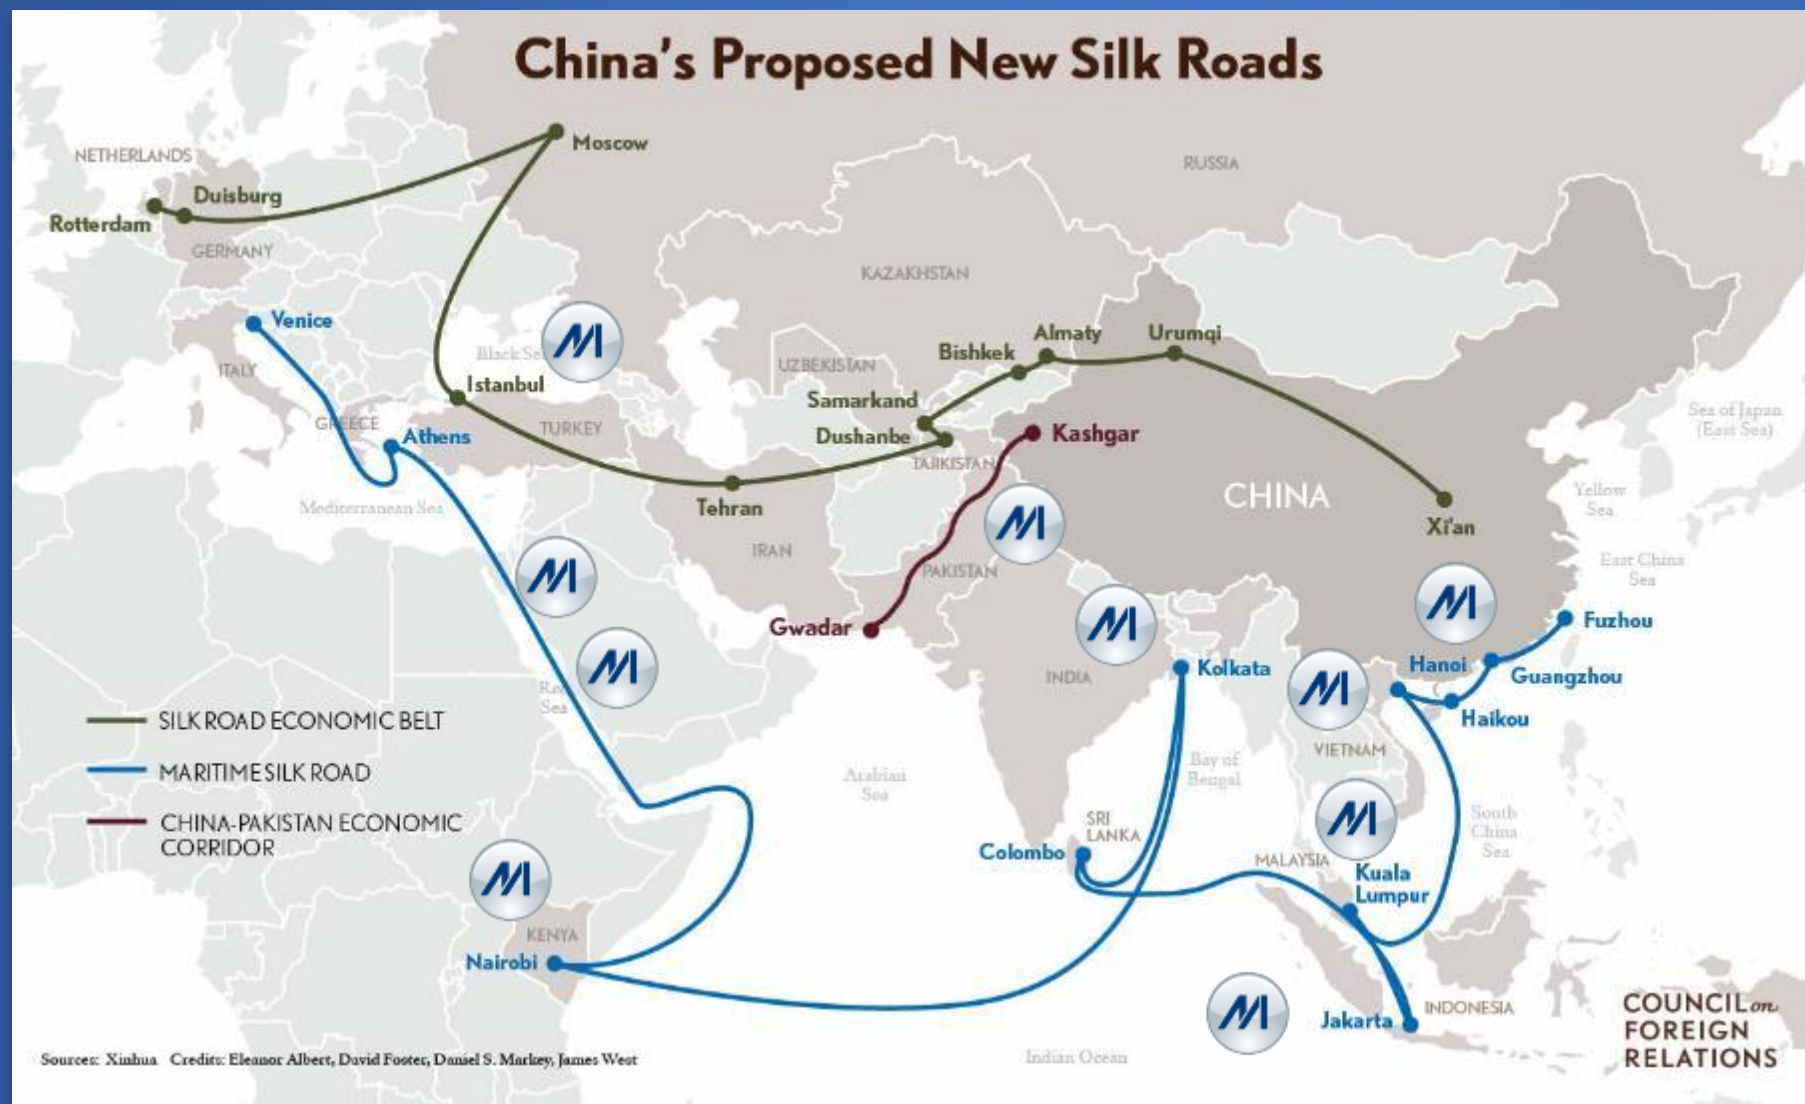 China's Proposed New Silk Roads
Moscow
NETHERLANDS
RUSSIA
Duisburg
Rotterdam
GERMANY
KAZAKHSTAN
Venice
Almaty
Urumqi
Black Se
Bishkek
UZBEKISTAN
ITALY
Istanbul
Samarkand
Sea of Japan
(East Sea)
GREECE
TURKEY
Athens
Dushanbe
Kashgar
TAJIKISTAN
CHINA
Yellow
Sea
Mediterranean Sea
Tehran
Xi'an
IRAN
PAKISTAN
East China
Sea
Gwadar
Fuzhou
Hanoi
Kolkata
INDIA
Guangzhou
Red
Sea
Haikou
SILK ROAD ECONOMIC BELT
VIETNAM
MARITIME SILK ROAD
Bay of
Bengal
Arabian
Sea
CHINA-PAKISTAN ECONOMIC
CORRIDOR
SRI
LANKA
South
China
Sea
Colombo
MALAYSIA
Kuala
Lumpur
KENYA
Nairobi
Jakarta
INDONESIA
COUNCIL on
FOREIGN
RELATIONS
Indian Ocean
Sources: Xinhua Credits: Eleanor Albert, David Foster, Daniel S. Markey, James West